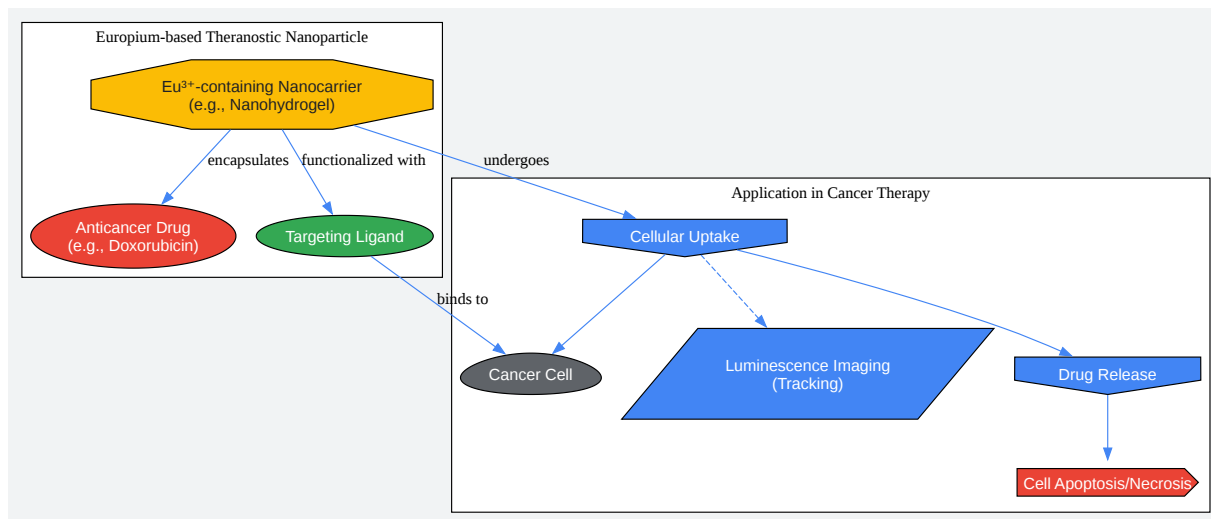 Europium-based Theranostic Nanoparticle
Eu³⁺-containing Nanocarrier
(e.g., Nanohydrogel)
encapsulates
functionalized with
undergoes
Anticancer Drug
(e.g., Doxorubicin)
Targeting Ligand
Application in Cancer Therapy
Cellular Uptake
binds to
Cancer Cell
Luminescence Imaging
(Tracking)
Drug Release
Cell Apoptosis/Necrosis